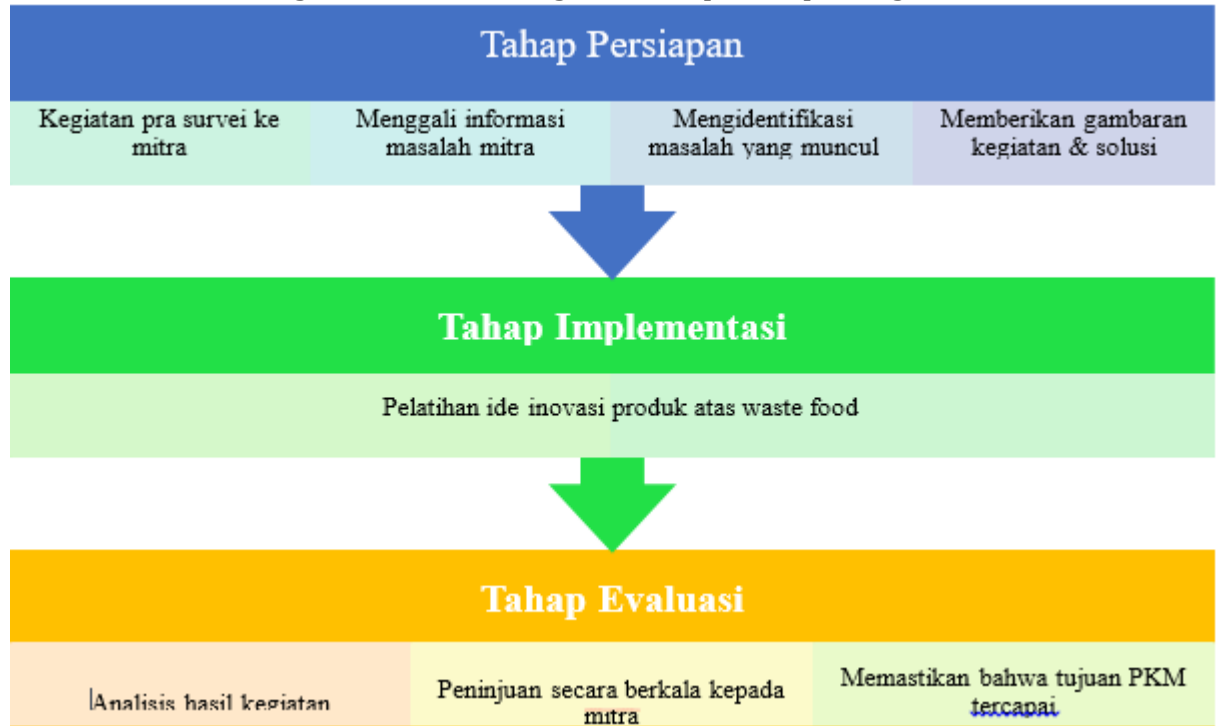 Tahap Persiapan
Kegiatan pra survei ke
mitra
Menggali informasi
masalah mitra
Mengidentifikasi
masalah yang muncul
Memberikan gambaran
kegiatan & solusi
Tahap Implementasi
Pelatihan ide inovasi produk atas waste food
Tahap Evaluasi
Analisis hasil kegiatan
Peninjuan secara berkala kepada
mitra
Memastikan bahwa tujuan PKM
tercapai